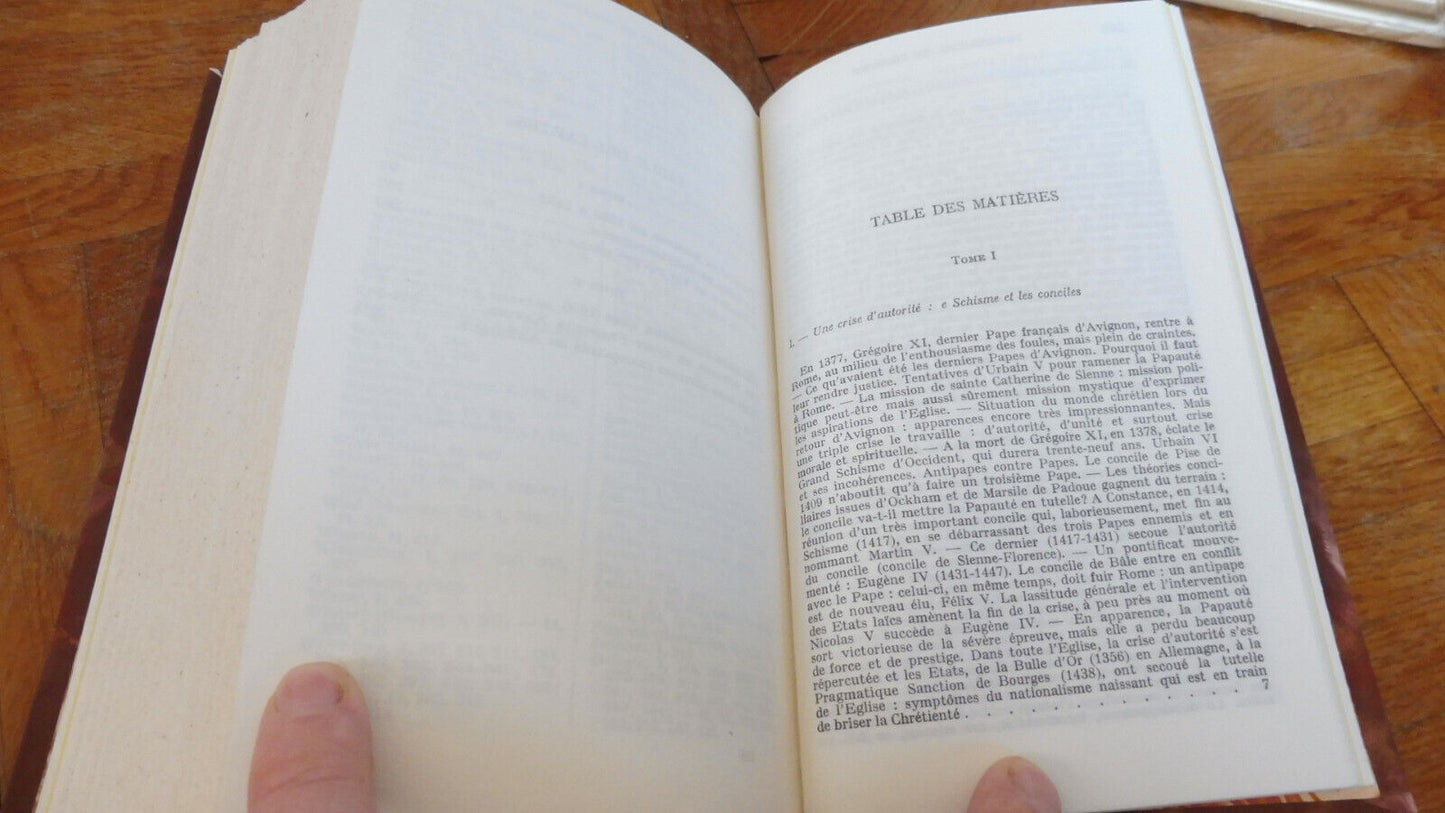 TABLE DES MATIÈRES
TOME I
I. — Une crise d'autorité : e Schisme et les conciles
En 1377, Grégoire XI, dernier Pape français d'Avignon, rentre à
Rome, au milieu de l'enthousiasme des foules, mais plein de craintes.
— Ce qu'avaient été les derniers Papes d'Avignon. Pourquoi il faut
leur rendre justice. Tentatives d'Urbain V pour ramener la Papauté
à Rome. — La mission de sainte Catherine de Sienne : mission poli-
tique peut-être mais aussi sûrement mission mystique d'exprimer
les aspirations de l'Eglise. — Situation du monde chrétien lors du
retour d'Avignon : apparences encore très impressionnantes. Mais
une triple crise le travaille : d'autorité, d'unité et surtout crise
morale et spirituelle. — A la mort de Grégoire XI, en 1378, éclate le
Grand Schisme d'Occident, qui durera trente-neuf ans. Urbain VI
et ses incohérences. Antipapes contre Papes. Le concile de Pise de
1409 n'aboutit qu'à faire un troisième Pape. — Les théories conci-
liaires issues d'Ockham et de Marsile de Padoue gagnent du terrain :
le concile va-t-il mettre la Papauté en tutelle? A Constance, en 1414,
réunion d'un très important concile qui, laborieusement, met fin au
Schisme (1417), en se débarrassant des trois Papes ennemis et en
nommant Martin V. — Ce dernier (1417-1431) secoue l'autorité
du concile (concile de Sienne-Florence). — Un pontificat mouve-
menté : Eugène IV (1431-1447). Le concile de Bâle entre en conflit
avec le Pape : celui-ci, en même temps, doit fuir Rome : un antipape
est de nouveau élu, Félix V. La lassitude générale et l'intervention
des Etats laïcs amènent la fin de la crise, à peu près au moment où
Nicolas V succède à Eugène IV. — En apparence, la Papauté
sort victorieuse de la sévère épreuve, mais elle a perdu beaucoup
de force et de prestige. Dans toute l'Eglise, la crise d'autorité s'est
répercutée et les Etats, de la Bulle d'Or (1356) en Allemagne, à la
Pragmatique Sanction de Bourges (1438), ont secoué la tutelle
de l'Eglise : symptômes du nationalisme naissant qui est en train
de briser la Chrétienté . . . . . . . . . . . . . 7